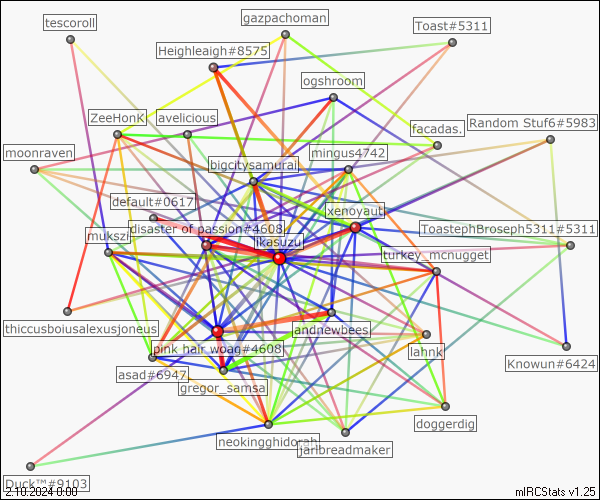 tescoroll
gazpachoman
Toast#5311
Heighleaigh#8575
ogshroom
ZeeHonK
avelicious
facadas.
Random Stuf6#5983
moonraven
bigcitysamurai
mingus4742
default#0617
xenoyaut
disaster of passion#4608
ToastephBroseph5311#5311
mukszi
ikasuzu
turkey_mcnugget
thiccusboiusalexusjoneus
andnewbees
pink hair woag#4608
lahnk
Knowun#6424
asad#6947
gregor_samsa
doggerdig
neokingghidorah
jarlbreadmaker
Duck™#9103
2.10.2024 0:00
mIRCStats v1.25